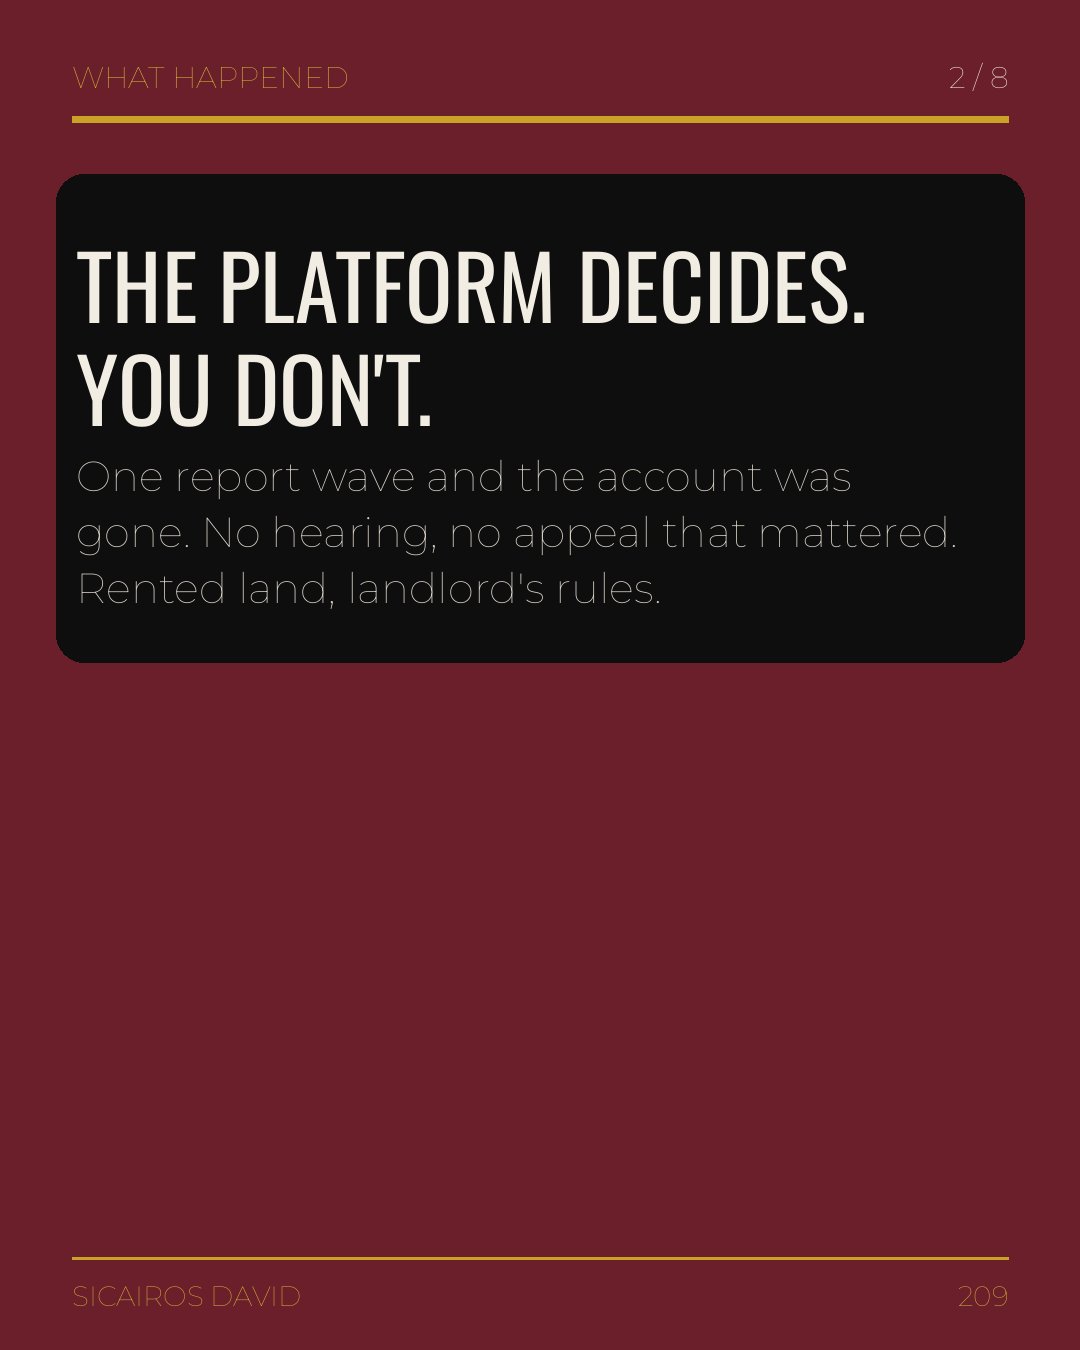 WHAT HAPPENED
2 / 8
THE PLATFORM DECIDES.
YOU DON'T.
One report wave and the account was
gone. No hearing, no appeal that mattered.
Rented land, landlord's rules.
SICAIROS DAVID
209